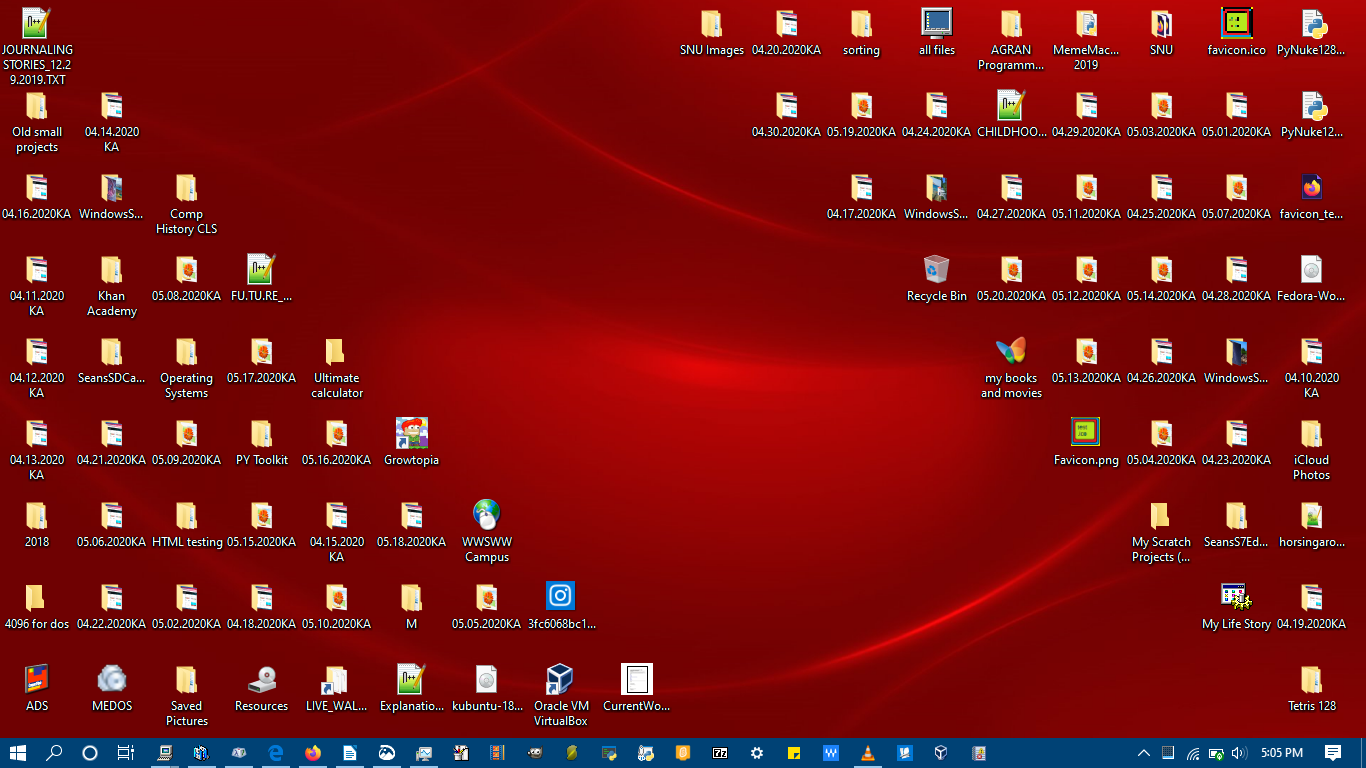 JOURNALING
STORIES_12.2
9.2019.TXT
SNU Images
04.20.2020KA
sorting
all files
AGRAN
Programm...
MemeMac...
2019
SNU
favicon.ico
PyNuke128...
Old small
projects
04.14.2020
KA
04.30.2020KA
05.19.2020KA
04.24.2020KA
CHILDHOO...
04.29.2020KA
05.03.2020KA
05.01.2020KA
PyNuke12...
04.16.2020KA
WindowsS...
Comp
History CLS
04.17.2020KA
WindowsS...
04.27.2020KA
05.11.2020KA
04.25.2020KA
05.07.2020KA
favicon_te...
04.11.2020
KA
Khan
Academy
05.08.2020KA
FU.TU.RE_...
Recycle Bin
05.20.2020KA
05.12.2020KA
05.14.2020KA
04.28.2020KA
Fedora-Wo...
04.12.2020
KA
SeansSDCa...
Operating
Systems
05.17.2020KA
Ultimate
calculator
my books
and movies
05.13.2020KA
04.26.2020KA
WindowsS...
04.10.2020
KA
04.13.2020
KA
04.21.2020KA
05.09.2020KA
PY Toolkit
05.16.2020KA
Growtopia
Favicon.png
05.04.2020KA
04.23.2020KA
iCloud
Photos
2018
05.06.2020KA
HTML testing
05.15.2020KA
04.15.2020
KA
05.18.2020KA
WWSWW
Campus
My Scratch
Projects (...
SeansS7Ed...
horsingaro...
4096 for dos
04.22.2020KA
05.02.2020KA
04.18.2020KA
05.10.2020KA
M
05.05.2020KA
3fc6068bc1...
My Life Story
04.19.2020KA
ADS
MEDOS
Saved
Pictures
Resources
LIVE_WAL...
Explanatio...
kubuntu-18...
Oracle VM
VirtualBox
CurrentWo...
Tetris 128
5:05 PM